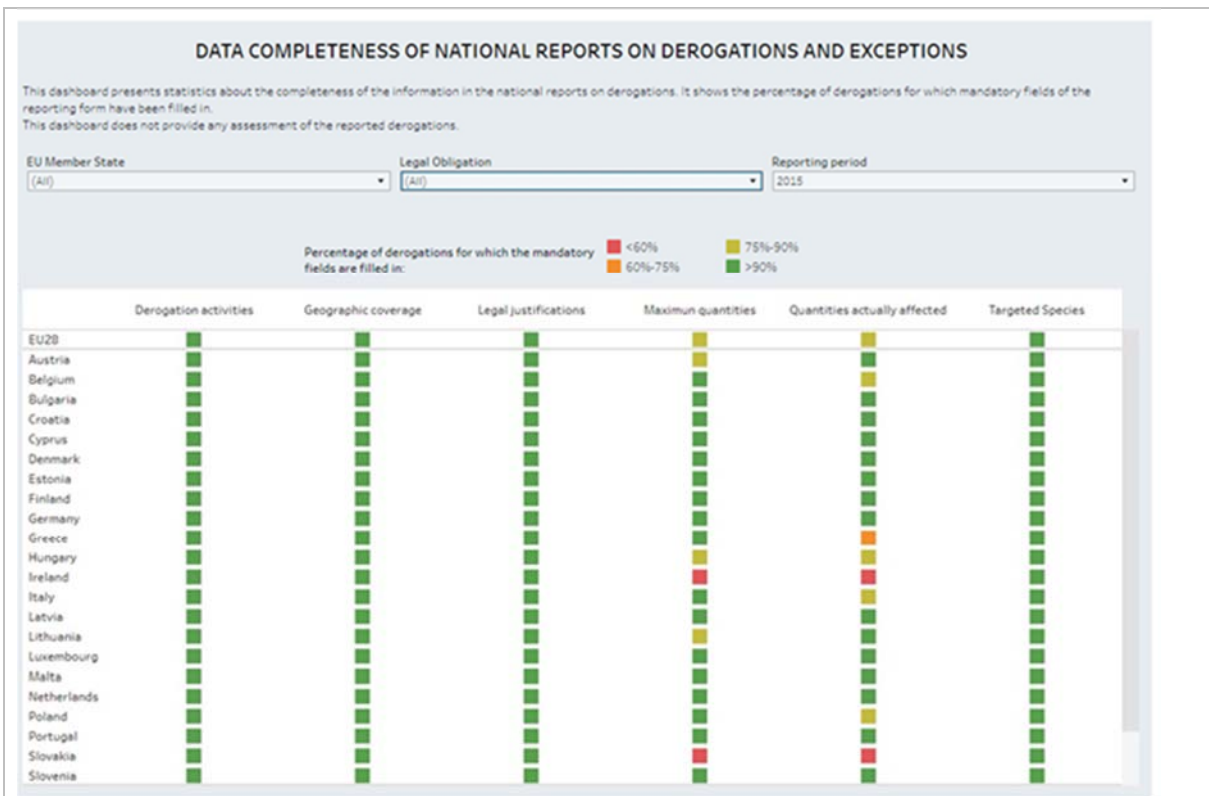 DATA COMPLETENESS OF NATIONAL REPORTS ON DEROGATIONS AND EXCEPTIONS
This dashboard presents statistics about the completeness of the information in the national reports on derogations. It shows the percentage of derogations for which mandatory fields of the
reporting form have been filled in.
This dashboard does not provide any assessment of the reported derogations.
EU Member State Legal Obligation Reporting period
(All) (All) 2015
Percentage of derogations for which the mandatory <60% 75%-90%
fields are filled in: 60%-75% >90%
Derogation activities Geographic coverage Legal justifications Maximun quantities Quantities actually affected Targeted Species
EU28
Austria
Belgium
Bulgaria
Croatia
Cyprus
Denmark
Estonia
Finland
Germany
Greece
Hungary
Ireland
Italy
Latvia
Lithuania
Luxembourg
Malta
Netherlands
Poland
Portugal
Slovakia
Slovenia